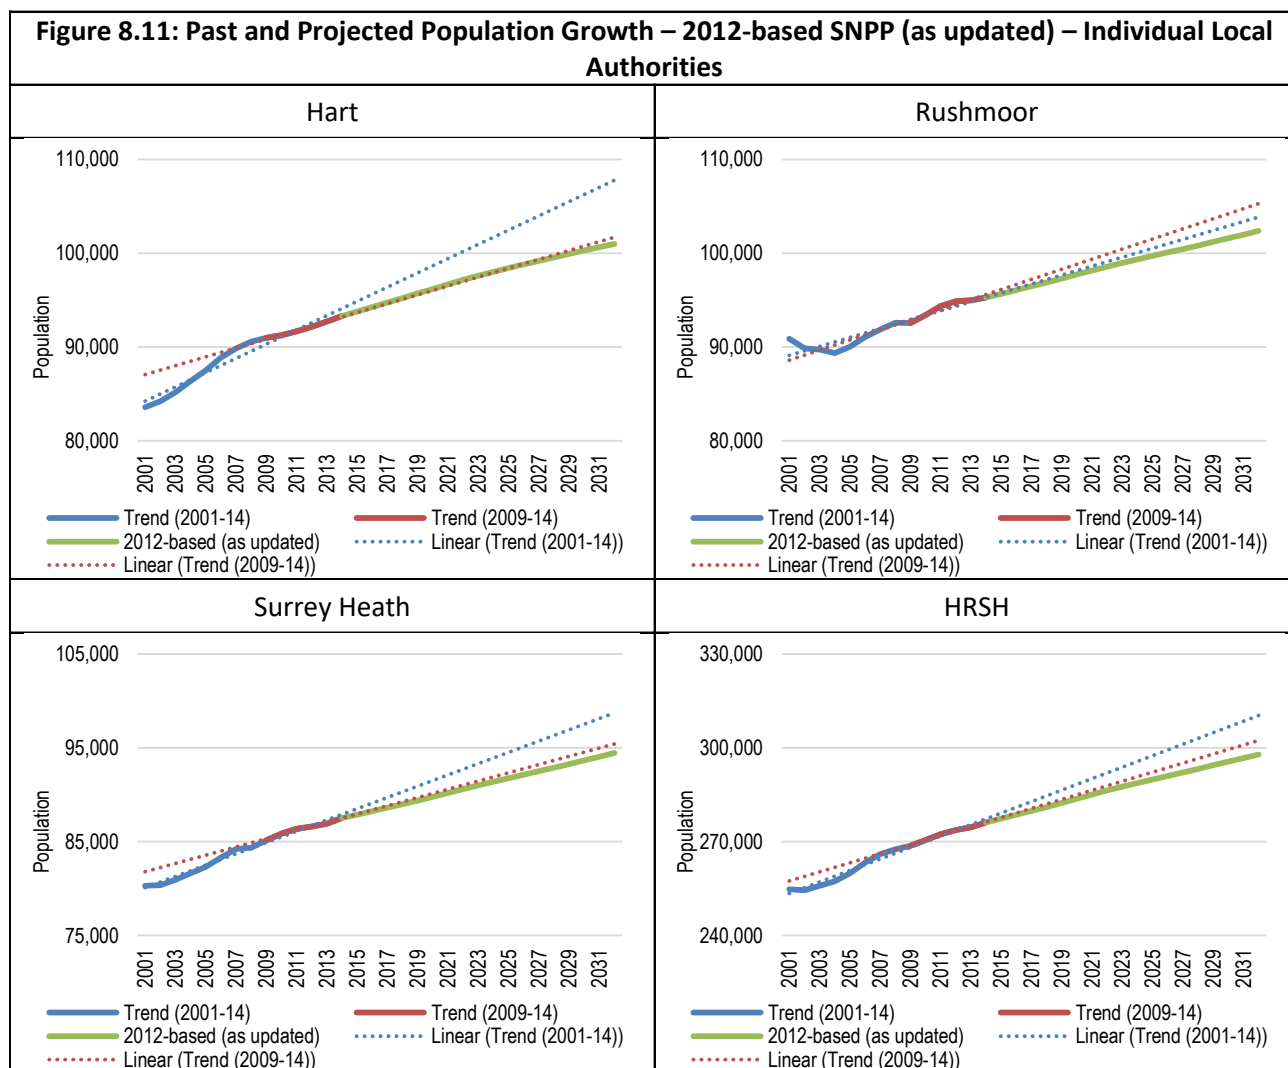 Figure 8.11: Past and Projected Population Growth – 2012-based SNPP (as updated) – Individual Local
Authorities
Hart
Rushmoor
110,000
100,000
90,000
80,000
Population
2001 2003 2005 2007 2009 2011 2013 2015 2017 2019 2021 2023 2025 2027 2029 2031
Trend (2001-14) Trend (2009-14)
2012-based (as updated) Linear (Trend (2001-14))
Linear (Trend (2009-14))
110,000
100,000
90,000
80,000
Population
2001 2003 2005 2007 2009 2011 2013 2015 2017 2019 2021 2023 2025 2027 2029 2031
Trend (2001-14) Trend (2009-14)
2012-based (as updated) Linear (Trend (2001-14))
Linear (Trend (2009-14))
Surrey Heath
HRSH
105,000
95,000
85,000
75,000
Population
2001 2003 2005 2007 2009 2011 2013 2015 2017 2019 2021 2023 2025 2027 2029 2031
Trend (2001-14) Trend (2009-14)
2012-based (as updated) Linear (Trend (2001-14))
Linear (Trend (2009-14))
330,000
300,000
270,000
240,000
Population
2001 2003 2005 2007 2009 2011 2013 2015 2017 2019 2021 2023 2025 2027 2029 2031
Trend (2001-14) Trend (2009-14)
2012-based (as updated) Linear (Trend (2001-14))
Linear (Trend (2009-14))